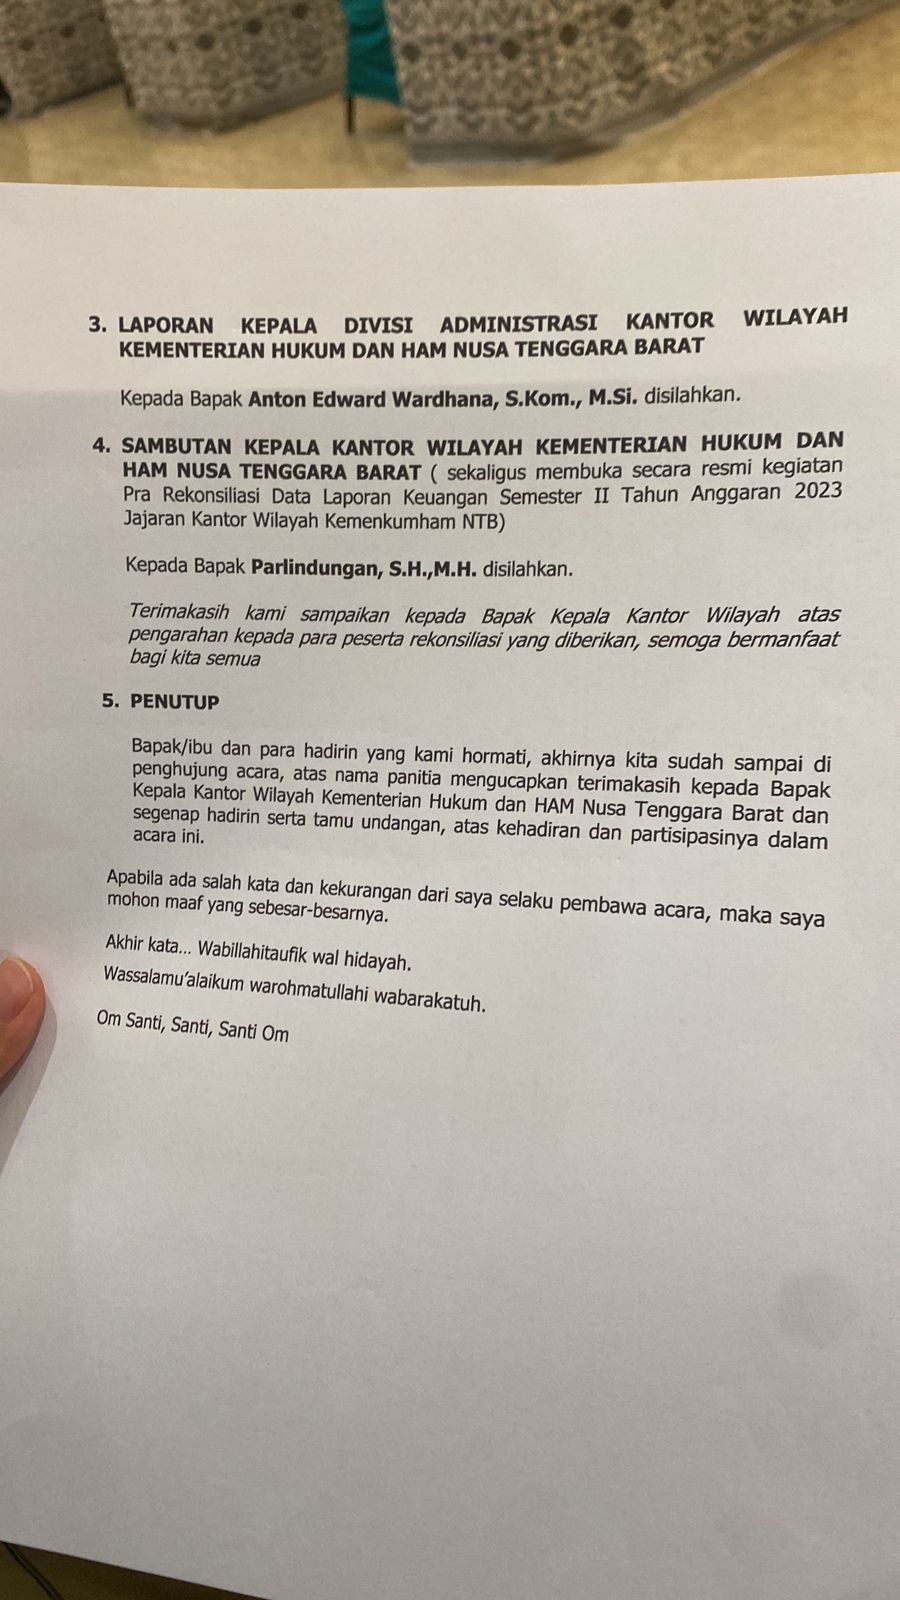 3. LAPORAN KEPALA DIVISI ADMINISTRASI KANTOR WILAYAH
KEMENTERIAN HUKUM DAN HAM NUSA TENGGARA BARAT
Kepada Bapak Anton Edward Wardhana, S.Kom., M.Si. disilahkan.
4. SAMBUTAN KEPALA KANTOR WILAYAH KEMENTERIAN HUKUM DAN
HAM NUSA TENGGARA BARAT ( sekaligus membuka secara resmi kegiatan
Pra Rekonsiliasi Data Laporan Keuangan Semester II Tahun Anggaran 2023
Jajaran Kantor Wilayah Kemenkumham NTB)
Kepada Bapak Parlindungan, S.H.,M.H. disilahkan.
Terimakasih kami sampaikan kepada Bapak Kepala Kantor Wilayah atas
pengarahan kepada para peserta rekonsiliasi yang diberikan, semoga bermanfaat
bagi kita semua
5. PENUTUP
Bapak/ibu dan para hadirin yang kami hormati, akhirnya kita sudah sampai di
penghujung acara, atas nama panitia mengucapkan terimakasih kepada Bapak
Kepala Kantor Wilayah Kementerian Hukum dan HAM Nusa Tenggara Barat dan
segenap hadirin serta tamu undangan, atas kehadiran dan partisipasinya dalam
acara ini.
Apabila ada salah kata dan kekurangan dari saya selaku pembawa acara, maka saya
mohon maaf yang sebesar-besarnya.
Akhir kata... Wabillahitaufik wal hidayah.
Wassalamu’alaikum warohmatullahi wabarakatuh.
Om Santi, Santi, Santi Om